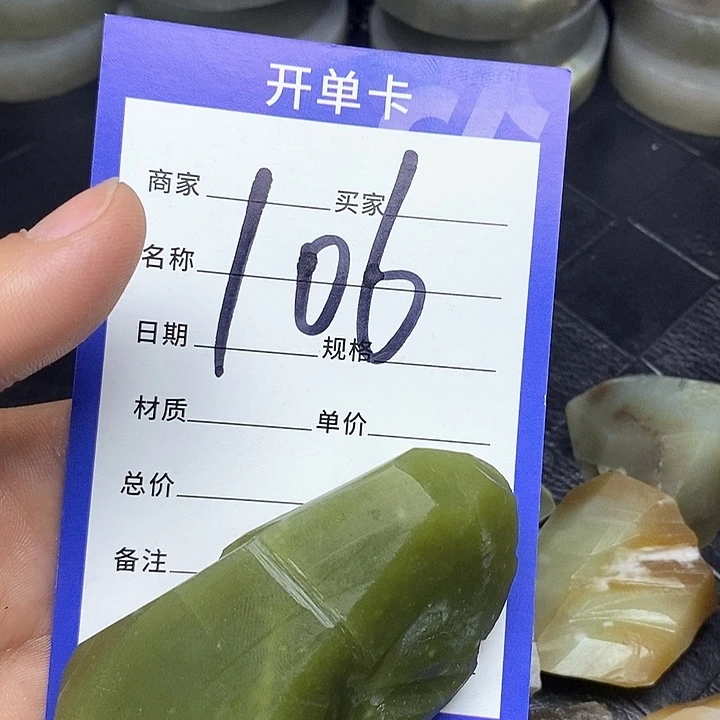 开单卡
商家 买家
106
名称
日期 规格
材质 单价
总价
备注